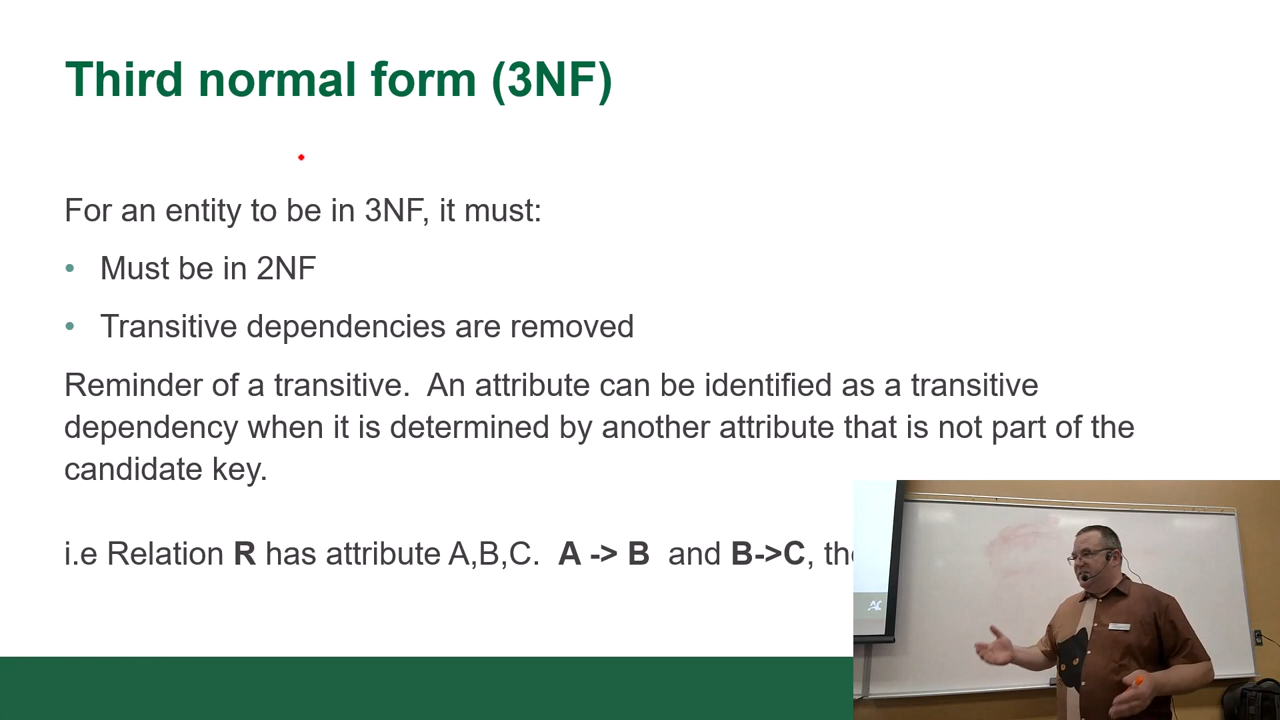 Third normal form (3NF)
For an entity to be in 3NF, it must:
• Must be in 2NF
• Transitive dependencies are removed
Reminder of a transitive.  An attribute can be identified as a transitive
dependency when it is determined by another attribute that is not part of the
candidate key.
i.e Relation R has attribute A,B,C.  A -> B  and B->C,